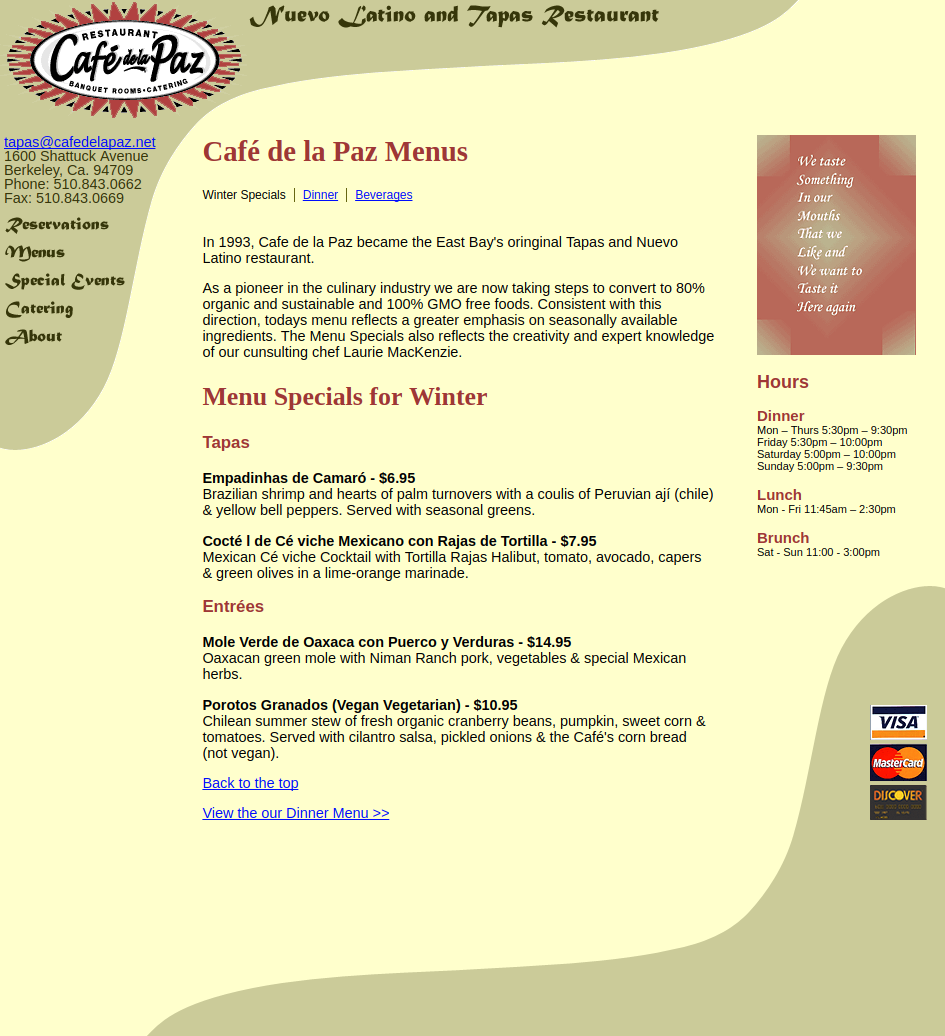 Nuevo Latino and Tapas Restaurant
RESTAURANT
Café de la Paz
BANQUET ROOMS • CATERING
tapas@cafedelapaz.net
1600 Shattuck Avenue
Berkeley, Ca. 94709
Phone: 510.843.0662
Fax: 510.843.0669
Reservations
Menus
Special Events
Catering
About
Café de la Paz Menus
Winter Specials | Dinner | Beverages
In 1993, Cafe de la Paz became the East Bay's oringinal Tapas and Nuevo
Latino restaurant.
As a pioneer in the culinary industry we are now taking steps to convert to 80%
organic and sustainable and 100% GMO free foods. Consistent with this
direction, todays menu reflects a greater emphasis on seasonally available
ingredients. The Menu Specials also reflects the creativity and expert knowledge
of our cunsulting chef Laurie MacKenzie.
Menu Specials for Winter
Tapas
Empadinhas de Camaró - $6.95
Brazilian shrimp and hearts of palm turnovers with a coulis of Peruvian ají (chile)
& yellow bell peppers. Served with seasonal greens.
Cocté l de Cé viche Mexicano con Rajas de Tortilla - $7.95
Mexican Cé viche Cocktail with Tortilla Rajas Halibut, tomato, avocado, capers
& green olives in a lime-orange marinade.
Entrées
Mole Verde de Oaxaca con Puerco y Verduras - $14.95
Oaxacan green mole with Niman Ranch pork, vegetables & special Mexican
herbs.
Porotos Granados (Vegan Vegetarian) - $10.95
Chilean summer stew of fresh organic cranberry beans, pumpkin, sweet corn &
tomatoes. Served with cilantro salsa, pickled onions & the Café's corn bread
(not vegan).
Back to the top
View the our Dinner Menu >>
We taste
Something
In our
Mouths
That we
Like and
We want to
Taste it
Here again
Hours
Dinner
Mon – Thurs 5:30pm – 9:30pm
Friday 5:30pm – 10:00pm
Saturday 5:00pm – 10:00pm
Sunday 5:00pm – 9:30pm
Lunch
Mon - Fri 11:45am – 2:30pm
Brunch
Sat - Sun 11:00 - 3:00pm
VISA
MasterCard
DISCOVER